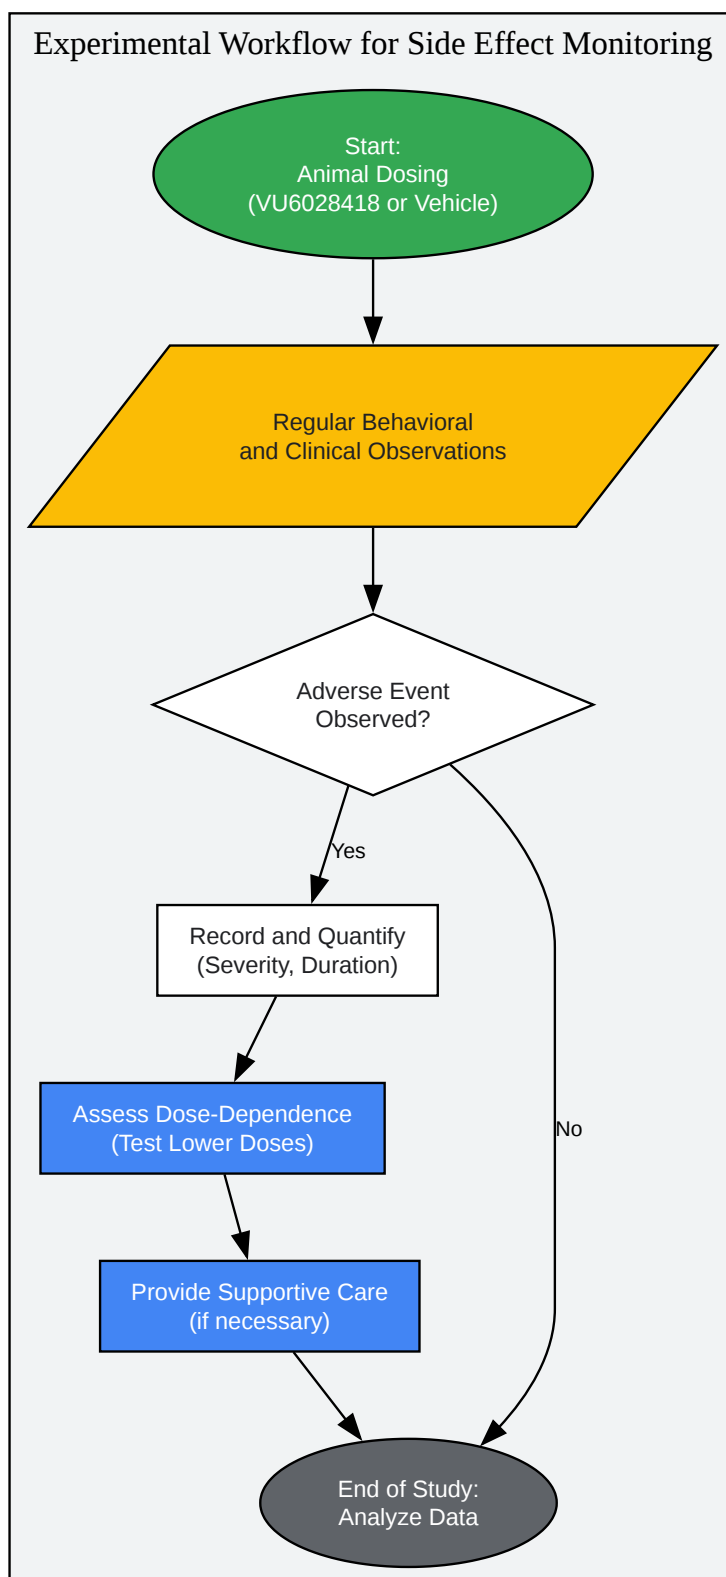 Experimental Workflow for Side Effect Monitoring
Start:
Animal Dosing
(VU6028418 or Vehicle)
Regular Behavioral
and Clinical Observations
Adverse Event
Observed?
Yes
Record and Quantify
(Severity, Duration)
Assess Dose-Dependence
(Test Lower Doses)
No
Provide Supportive Care
(if necessary)
End of Study:
Analyze Data